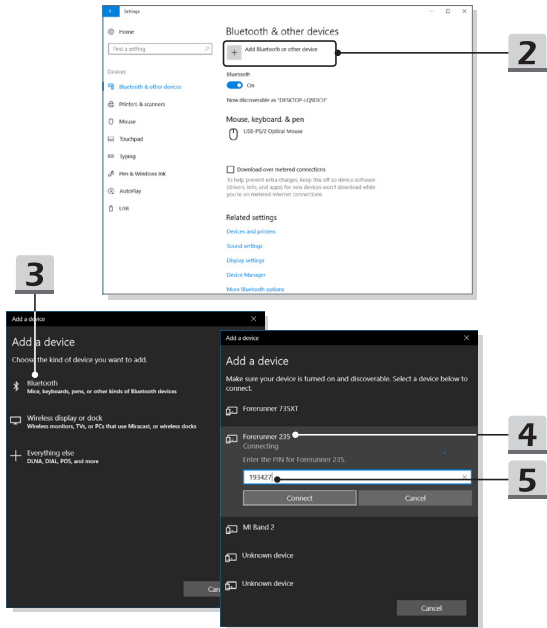 Settings
Home
Find a setting
Devices
Bluetooth & other devices
Printers & scanners
Mouse
Touchpad
Typing
Pen & Windows Ink
AutoPlay
USB
Bluetooth & other devices
Add Bluetooth or other device
2
Bluetooth
On
Now discoverable as
Mouse, keyboard, & pen
USB-PS/2 Optical Mouse
Download over metered connections
To help prevent extra charges, keep this off so device software
(drivers, info, and apps) for new devices won't download while
you're on metered Internet connections.
Related settings
Devices and printers
Sound settings
Display settings
Device Manager
More Bluetooth options
3
Add a device
Add a device
Choose the kind of device you want to add.
Bluetooth
Mice, keyboards, pens, or other kinds of Bluetooth devices
Wireless display or dock
Wireless monitors, TVs, or PCs that use Miracast, or wireless docks
Everything else
DLNA, DIAL, POS, and more
Can
Add a device
Add a device
Make sure your device is turned on and discoverable. Select a device below to
connect.
Forerunner 735XT
Forerunner 235
4
Connecting
Enter the PIN for Forerunner 235.
193427
5
Connect
Cancel
MI Band 2
Unknown device
Unknown device
Cancel